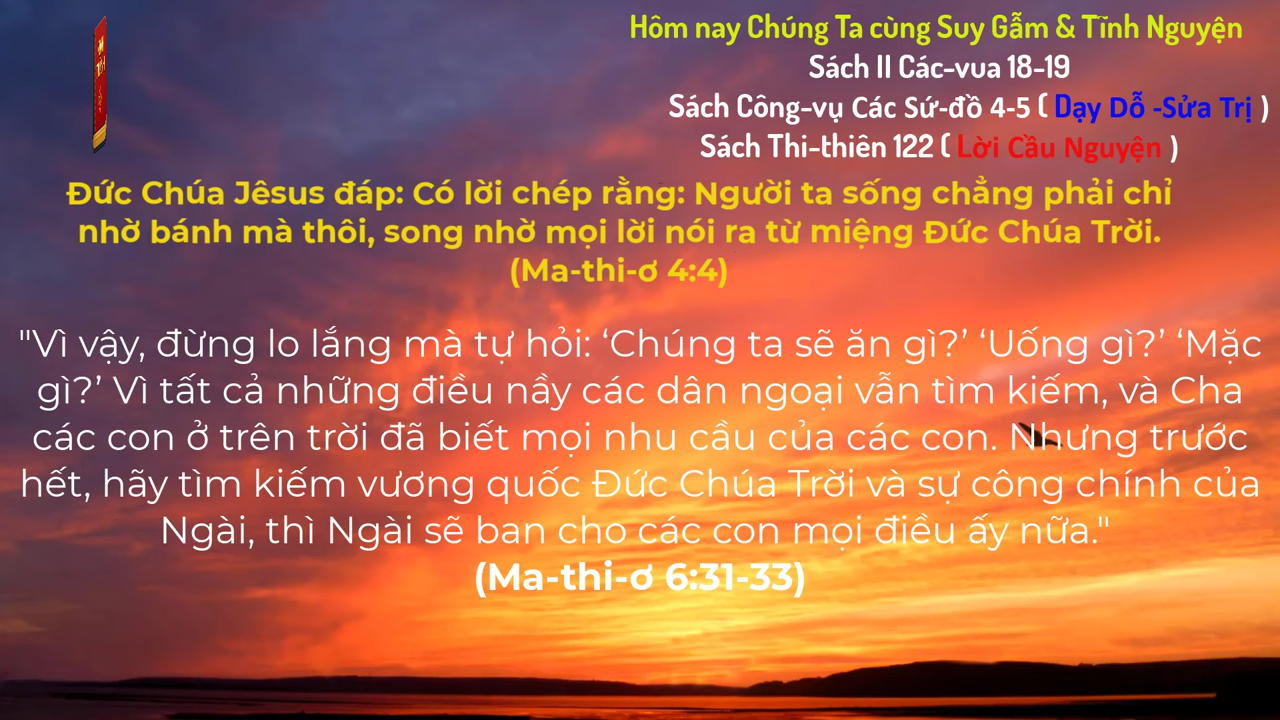 Hôm nay Chúng Ta cùng Suy Gẫm & Tĩnh Nguyện
Sách II Các-vua 18-19
Sách Công-vụ Các Sứ-đồ 4-5 ( Dạy Dỗ -Sửa Trị )
Sách Thi-thiên 122 ( Lời Cầu Nguyện )
Đức Chúa Jêsus đáp: Có lời chép rằng: Người ta sống chẳng phải chỉ
nhờ bánh mà thôi, song nhờ mọi lời nói ra từ miệng Đức Chúa Trời.
(Ma-thi-ơ 4:4)
"Vì vậy, đừng lo lắng mà tự hỏi: ‘Chúng ta sẽ ăn gì?’ ‘Uống gì?’ ‘Mặc
gì?’ Vì tất cả những điều nầy các dân ngoại vẫn tìm kiếm, và Cha
các con ở trên trời đã biết mọi nhu cầu của các con. Nhưng trước
hết, hãy tìm kiếm vương quốc Đức Chúa Trời và sự công chính của
Ngài, thì Ngài sẽ ban cho các con mọi điều ấy nữa."
(Ma-thi-ơ 6:31-33)